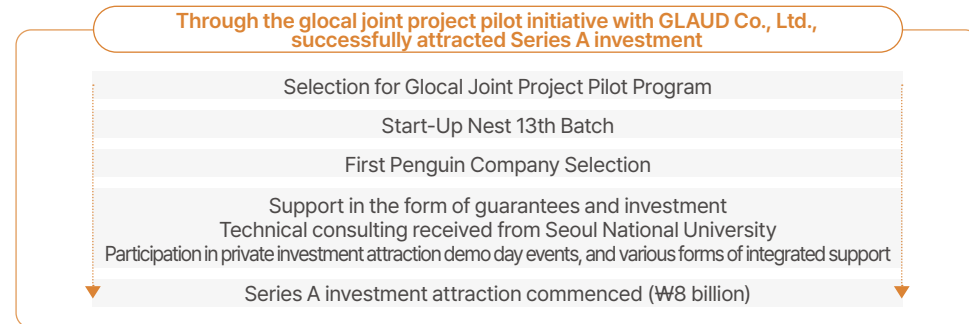 Through the glocal joint project pilot initiative with GLAUD Co., Ltd.,
successfully attracted Series A investment
Selection for Glocal Joint Project Pilot Program
Start-Up Nest 13th Batch
First Penguin Company Selection
Support in the form of guarantees and investment
Technical consulting received from Seoul National University
Participation in private investment attraction demo day events, and various forms of integrated support
Series A investment attraction commenced (₩8 billion)